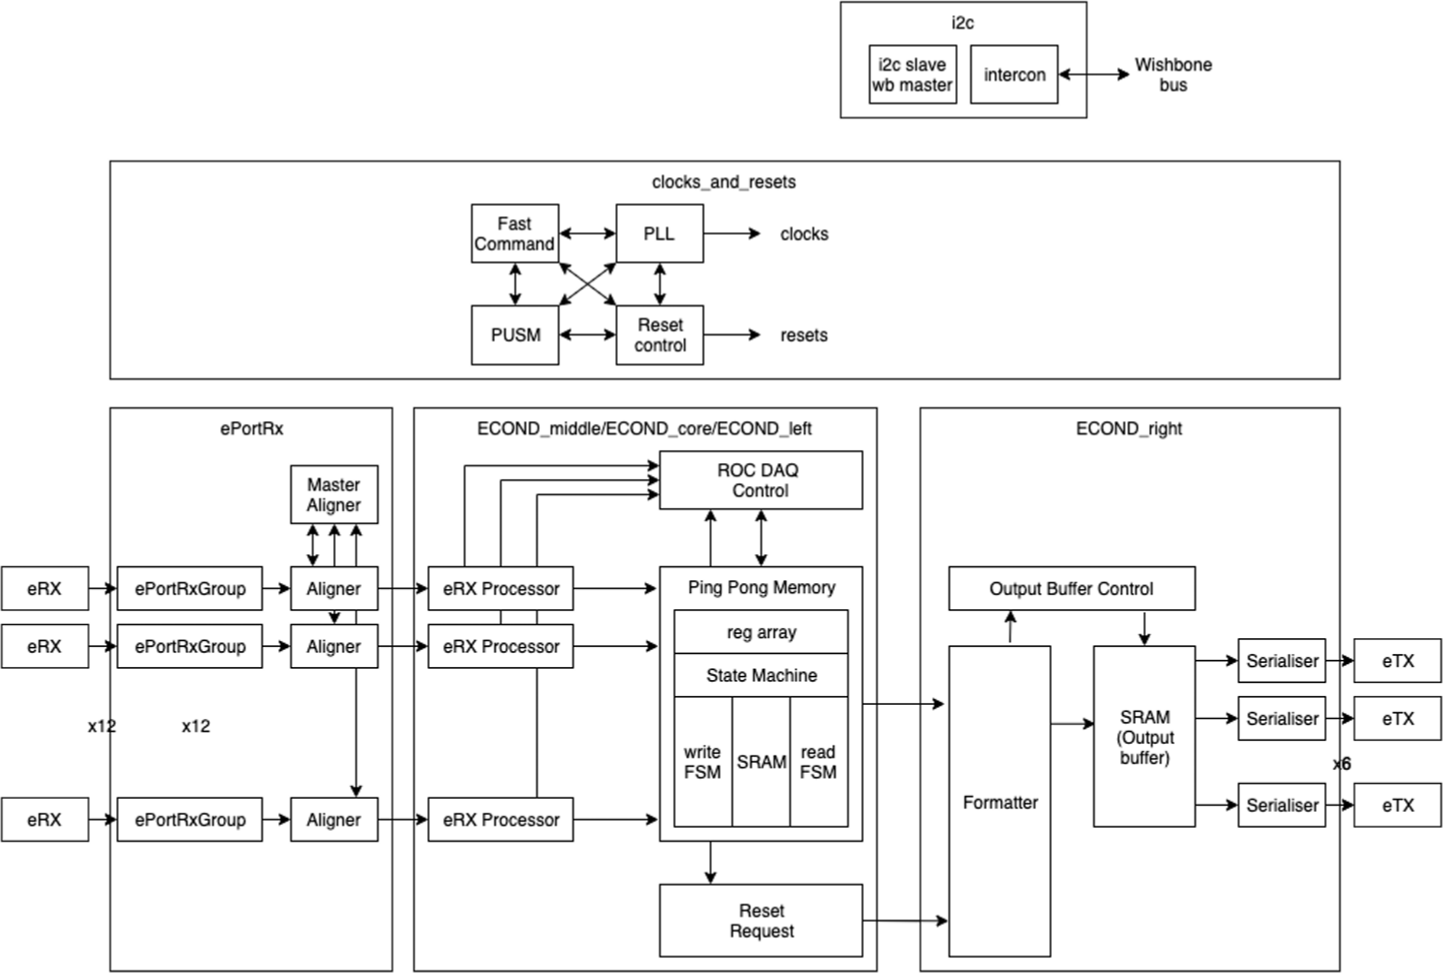 i2c
i2c slave
wb master
intercon
Wishbone
bus
clocks_and_resets
Fast
Command
PLL
clocks
PUSM
Reset
control
resets
ePortRx
Master
Aligner
eRX
ePortRxGroup
Aligner
eRX
ePortRxGroup
Aligner
x12
x12
eRX
ePortRxGroup
Aligner
ECOND_middle/ECOND_core/ECOND_left
ROC DAQ
Control
eRX Processor
eRX Processor
eRX Processor
Ping Pong Memory
reg array
State Machine
write
FSM
SRAM
read
FSM
Reset
Request
ECOND_right
Output Buffer Control
Formatter
SRAM
(Output
buffer)
Serialiser
eTX
Serialiser
eTX
x6
Serialiser
eTX